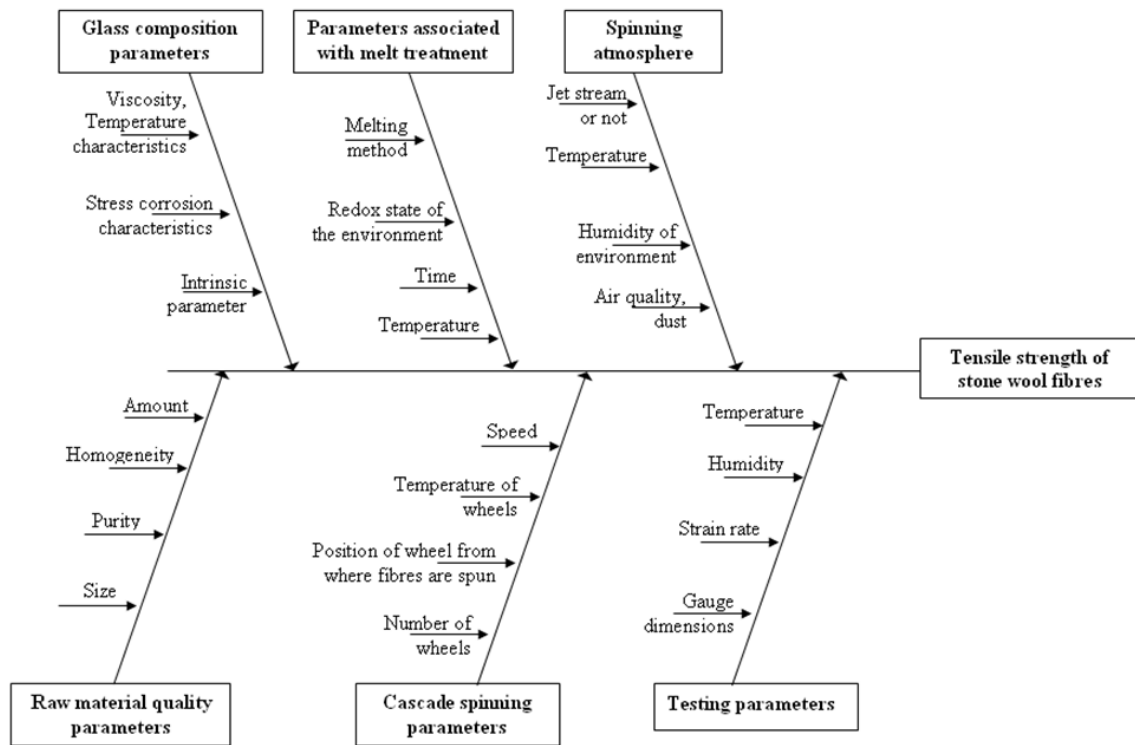 Glass composition
parameters
Parameters associated
with melt treatment
Spinning
atmosphere
Viscosity,
Temperature
characteristics
Stress corrosion
characteristics
Intrinsic
parameter
Melting
method
Redox state of
the environment
Time
Temperature
Jet stream
or not
Temperature
Humidity of
environment
Air quality,
dust
Tensile strength of
stone wool fibres
Amount
Homogeneity
Purity
Size
Speed
Temperature of
wheels
Position of wheel from
where fibres are spun
Number of
wheels
Temperature
Humidity
Strain rate
Gauge
dimensions
Raw material quality
parameters
Cascade spinning
parameters
Testing parameters